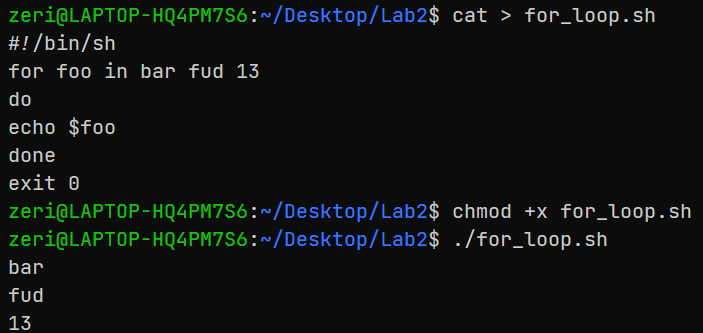 zeri@LAPTOP-HQ4PM7S6:~/Desktop/Lab2$ cat > for_loop.sh
#!/bin/sh
for foo in bar fud 13
do
echo $foo
done
exit 0
zeri@LAPTOP-HQ4PM7S6:~/Desktop/Lab2$ chmod +x for_loop.sh
zeri@LAPTOP-HQ4PM7S6:~/Desktop/Lab2$ ./for_loop.sh
bar
fud
13